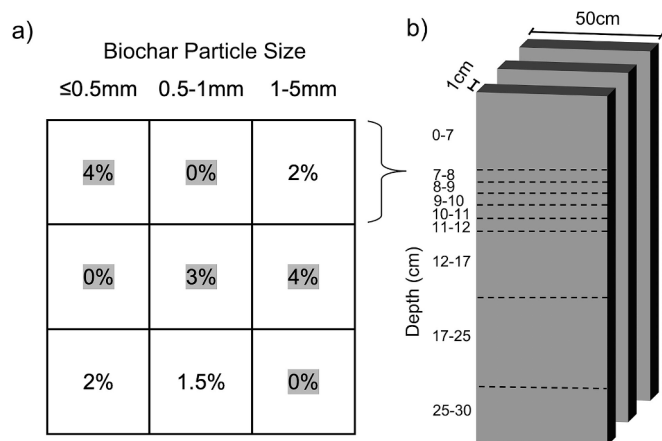 a)
Biochar Particle Size
≤0.5mm 0.5-1mm 1-5mm
4% 0% 2%
0% 3% 4%
2% 1.5% 0%
b)
50cm
1cm
Depth (cm)
0-7
7-8
8-9
9-10
10-11
11-12
12-17
17-25
25-30